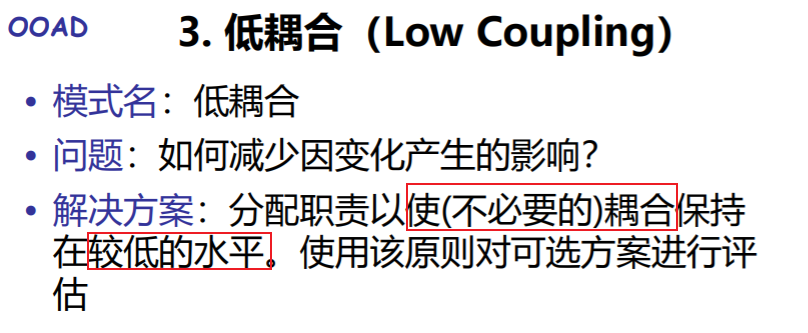 OOAD
3. 低耦合（Low Coupling）
• 模式名：低耦合
• 问题：如何减少因变化产生的影响？
• 解决方案：分配职责以使(不必要的)耦合保持
在较低的水平。使用该原则对可选方案进行评
估